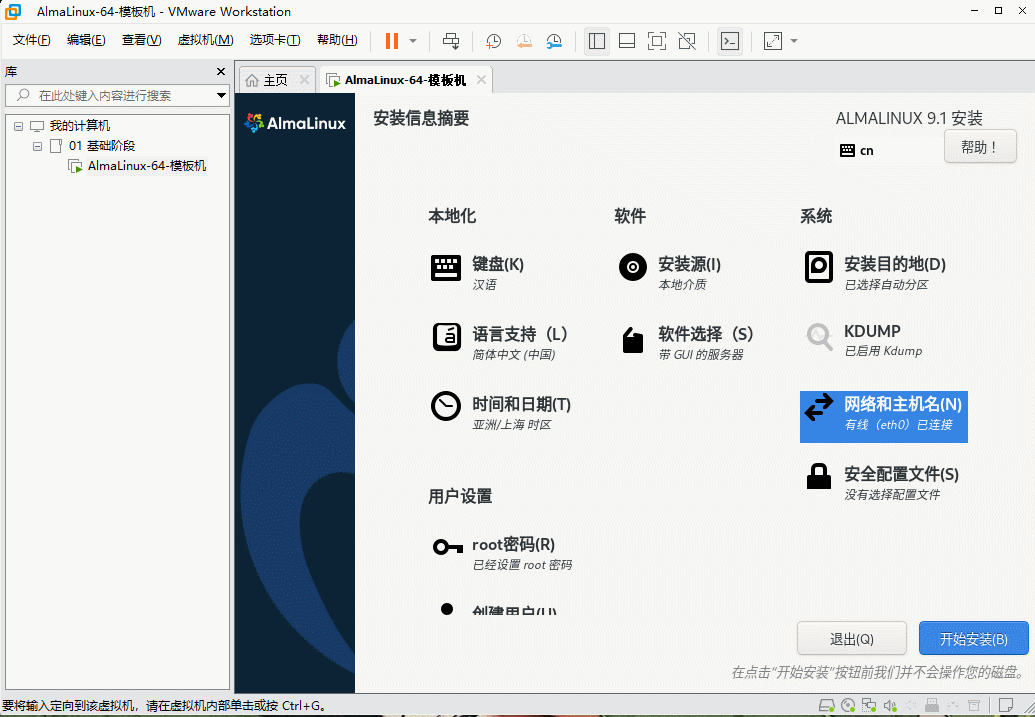 AlmaLinux-64-模板机 - VMware Workstation
文件(F) 编辑(E) 查看(V) 虚拟机(M) 选项卡(T) 帮助(H)
库
在此处键入内容进行搜索
我的计算机
01 基础阶段
AlmaLinux-64-模板机
主页 AlmaLinux-64-模板机
AlmaLinux
安装信息摘要
ALMALINUX 9.1 安装
cn
帮助！
本地化
键盘(K)
汉语
语言支持（L）
简体中文 (中国)
时间和日期(T)
亚洲/上海 时区
软件
安装源(I)
本地介质
软件选择（S）
带 GUI 的服务器
系统
安装目的地(D)
已选择自动分区
KDUMP
已启用 Kdump
网络和主机名(N)
有线（eth0）已连接
安全配置文件(S)
没有选择配置文件
用户设置
root密码(R)
已经设置 root 密码
创建用户(U)
退出(Q) 开始安装(B)
在点击“开始安装”按钮前我们并不会操作您的磁盘。
要将输入定向到该虚拟机，请在虚拟机内部单击或按 Ctrl+G。